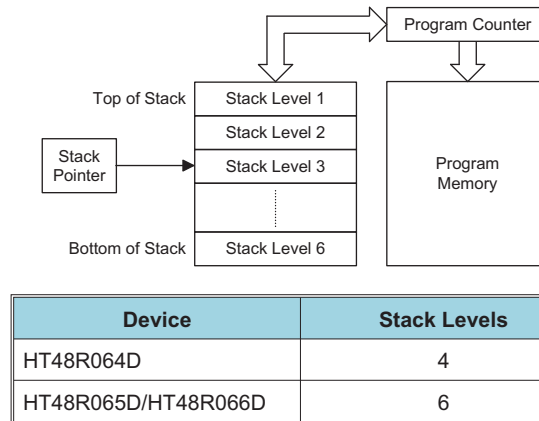 Program Counter
Top of Stack
Stack Level 1
Stack Level 2
Stack Pointer
Stack Level 3
Program Memory
Bottom of Stack
Stack Level 6
Device Stack Levels
HT48R064D 4
HT48R065D/HT48R066D 6